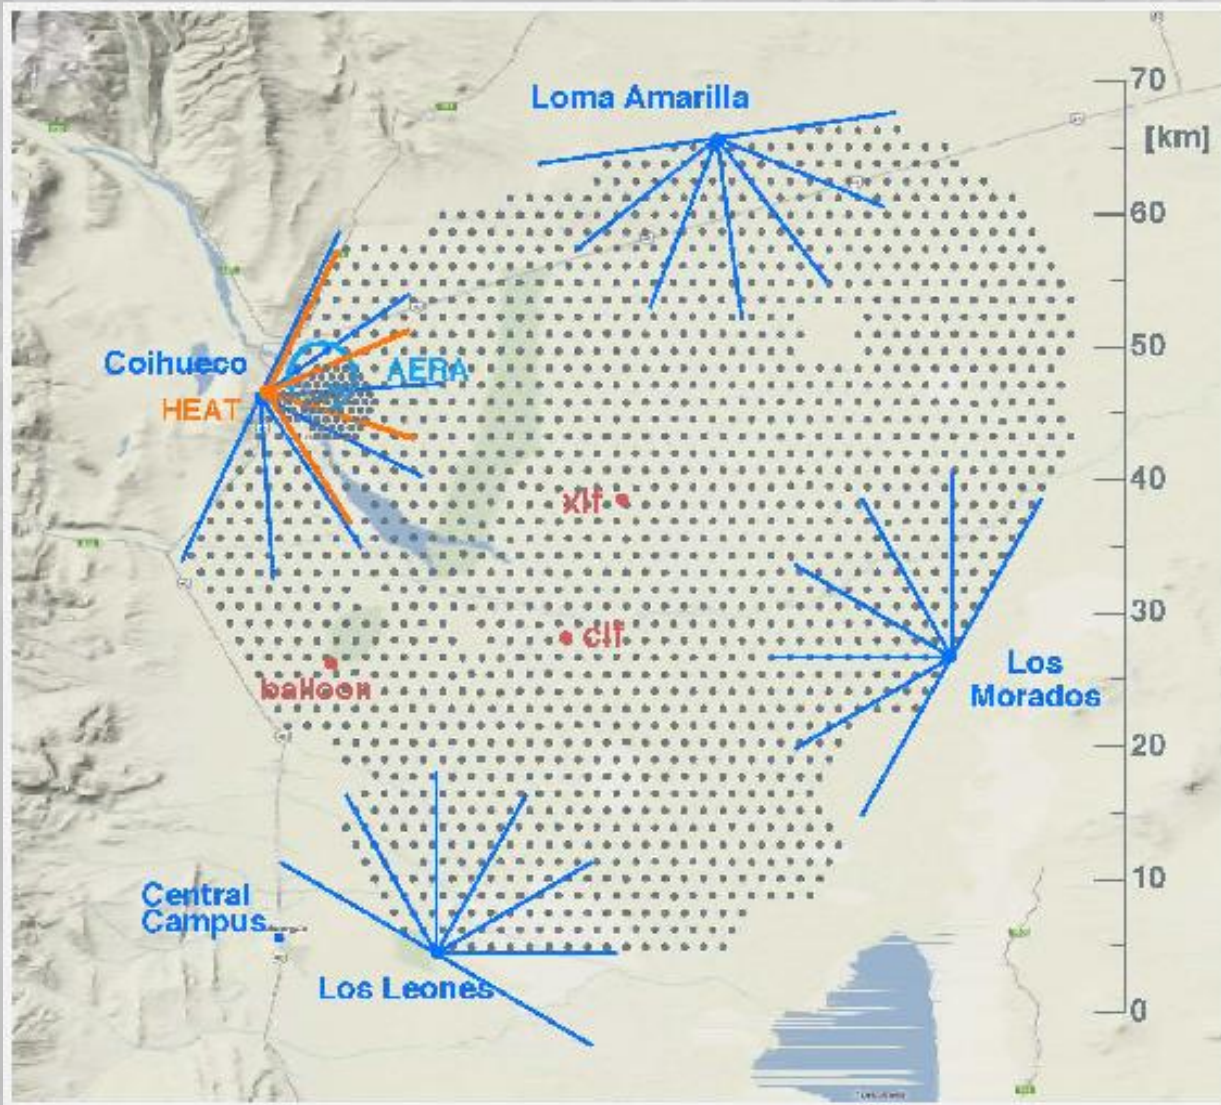 Loma Amarilla
70
[km]
60
50
Coihueco
AERA
HEAT
40
xlf
30
clf
Los
Morados
balloon
20
10
Central
Campus
Los Leones
0